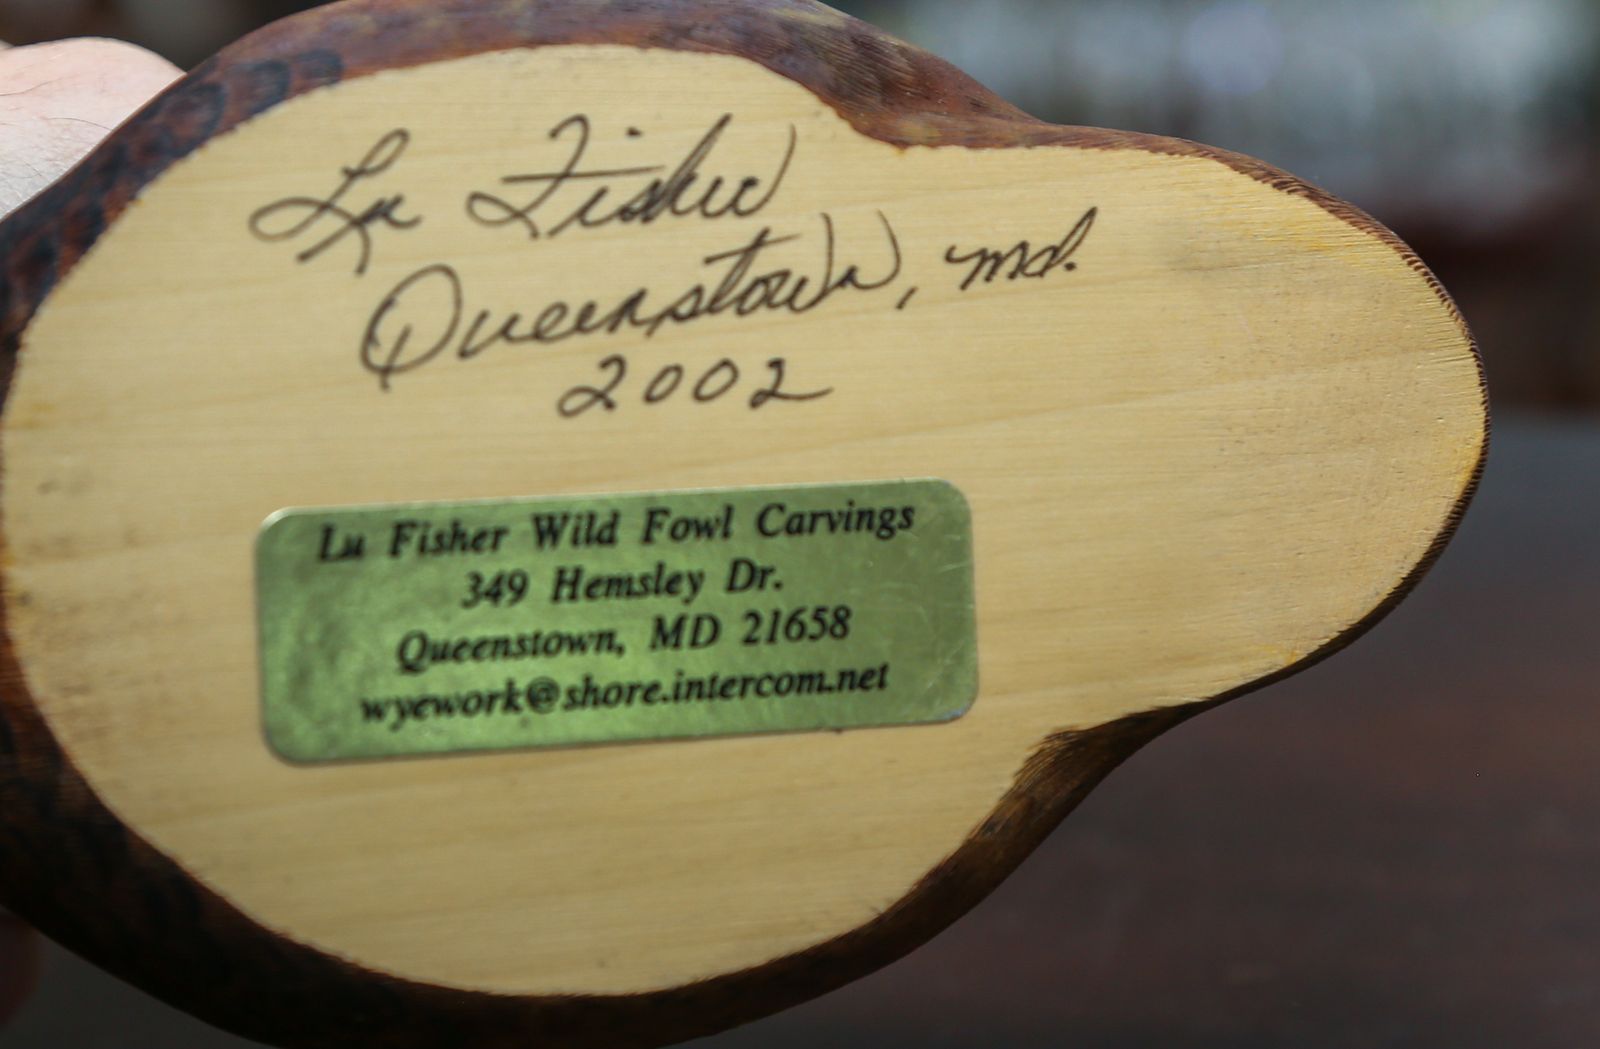 Lu Fisher
Queenstown, Md.
2002
Lu Fisher Wild Fowl Carvings
349 Hemsley Dr.
Queenstown, MD 21658
wyework@shore.intercom.net